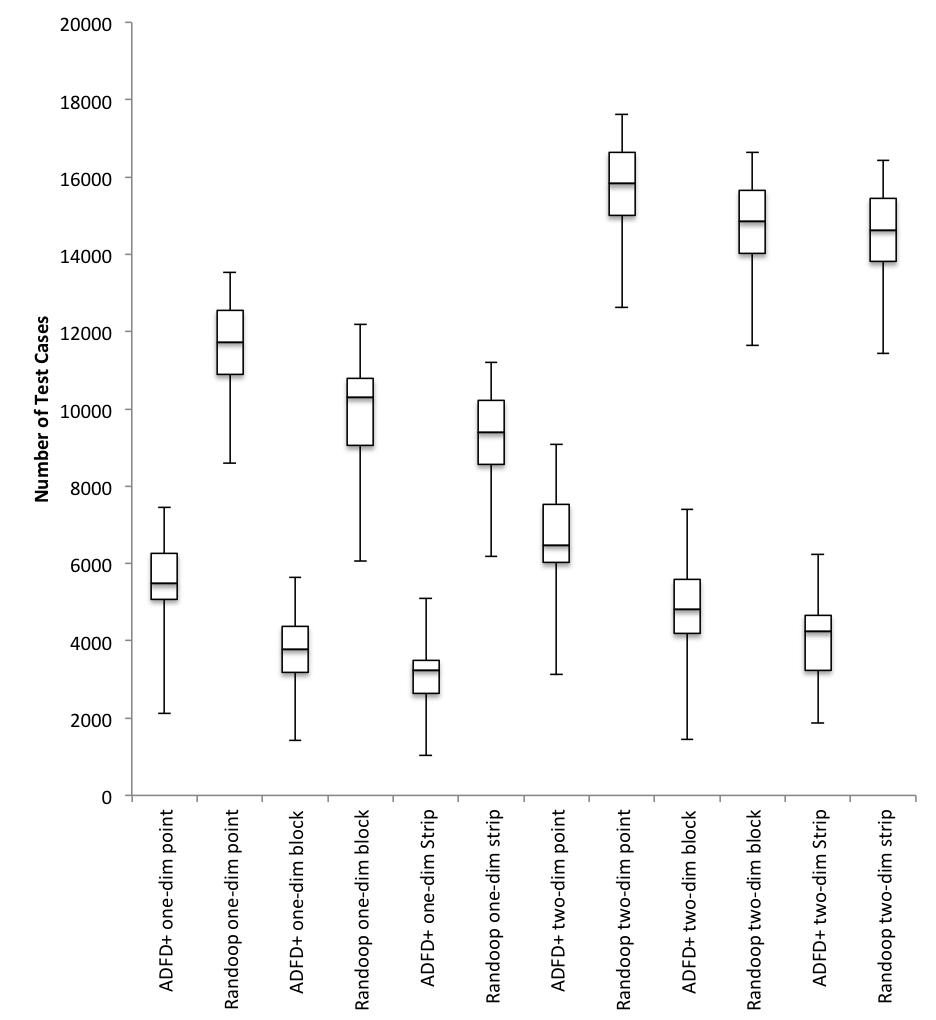 20000
18000
16000
14000
12000
10000
8000
6000
4000
2000
0
Number of Test Cases
ADFD+ one-dim point
Randoop one-dim point
ADFD+ one-dim block
Randoop one-dim block
ADFD+ one-dim Strip
Randoop one-dim strip
ADFD+ two-dim point
Randoop two-dim point
ADFD+ two-dim block
Randoop two-dim block
ADFD+ two-dim Strip
Randoop two-dim strip